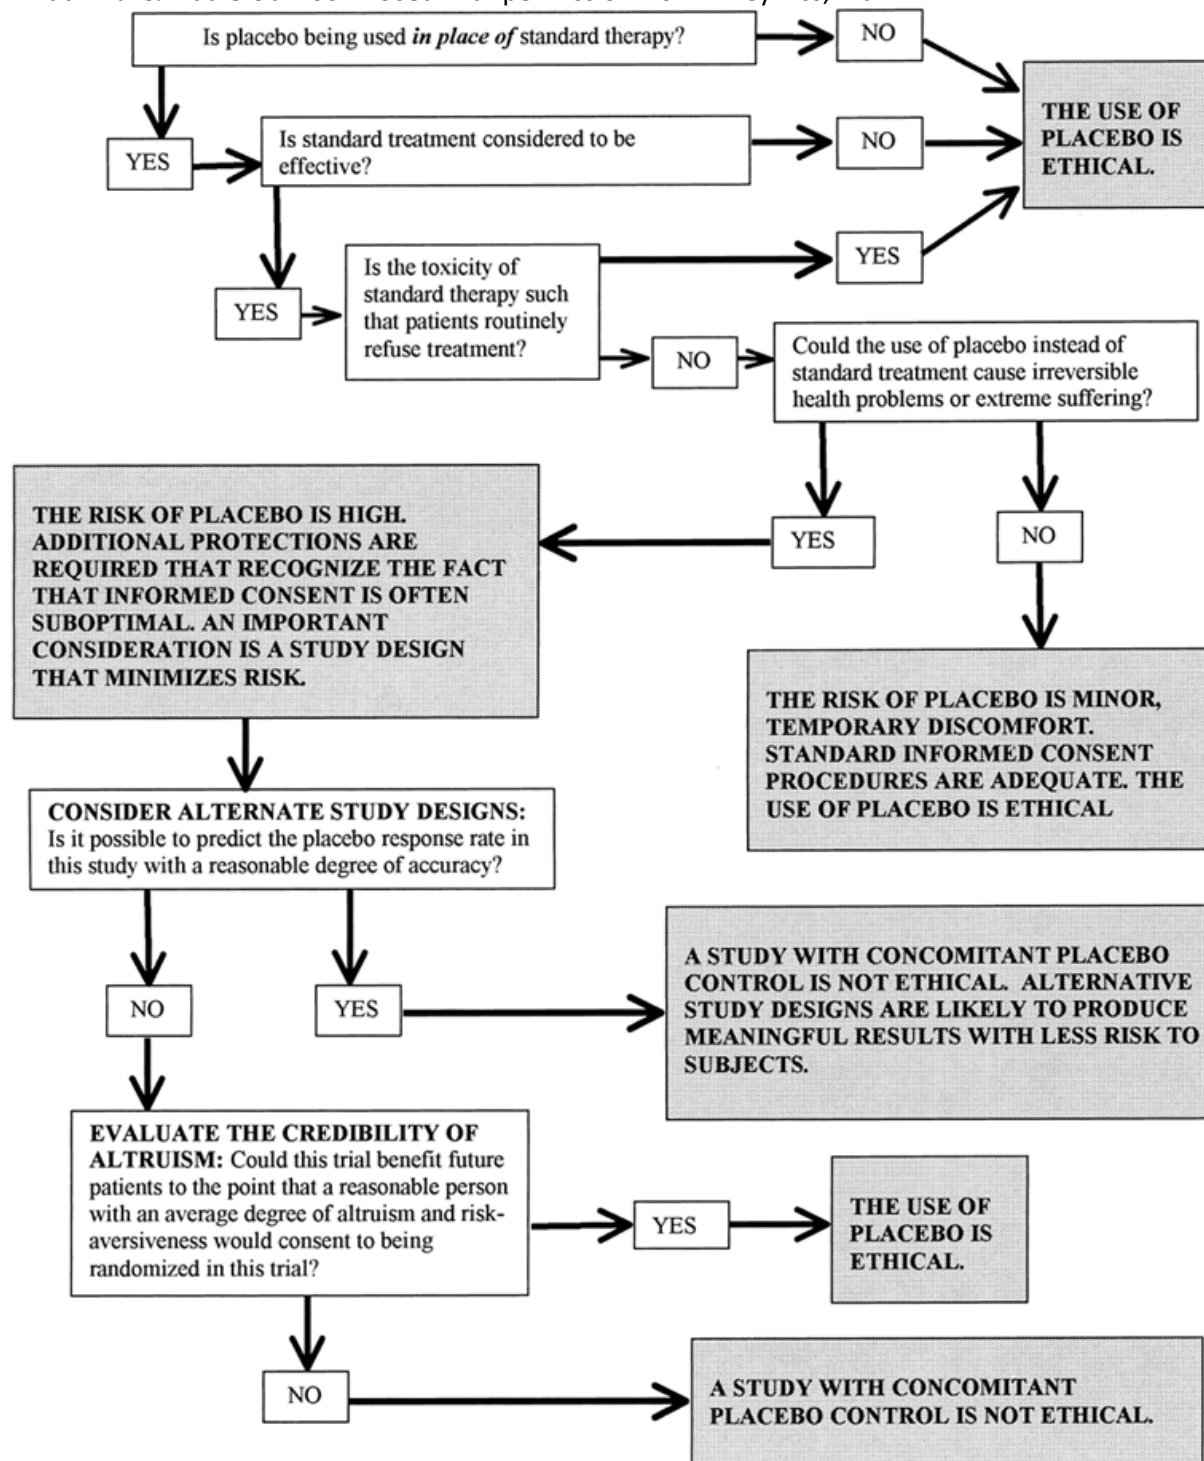 Is placebo being used in place of standard therapy?
NO
THE USE OF
PLACEBO IS
ETHICAL.
YES
Is standard treatment considered to be
effective?
NO
YES
Is the toxicity of
standard therapy such
that patients routinely
refuse treatment?
YES
NO
Could the use of placebo instead of
standard treatment cause irreversible
health problems or extreme suffering?
YES
NO
THE RISK OF PLACEBO IS HIGH.
ADDITIONAL PROTECTIONS ARE
REQUIRED THAT RECOGNIZE THE FACT
THAT INFORMED CONSENT IS OFTEN
SUBOPTIMAL. AN IMPORTANT
CONSIDERATION IS A STUDY DESIGN
THAT MINIMIZES RISK.
THE RISK OF PLACEBO IS MINOR,
TEMPORARY DISCOMFORT.
STANDARD INFORMED CONSENT
PROCEDURES ARE ADEQUATE. THE
USE OF PLACEBO IS ETHICAL
CONSIDER ALTERNATE STUDY DESIGNS:
Is it possible to predict the placebo response rate in
this study with a reasonable degree of accuracy?
NO
YES
A STUDY WITH CONCOMITANT PLACEBO
CONTROL IS NOT ETHICAL. ALTERNATIVE
STUDY DESIGNS ARE LIKELY TO PRODUCE
MEANINGFUL RESULTS WITH LESS RISK TO
SUBJECTS.
EVALUATE THE CREDIBILITY OF
ALTRUISM: Could this trial benefit future
patients to the point that a reasonable person
with an average degree of altruism and risk-
aversiveness would consent to being
randomized in this trial?
YES
THE USE OF
PLACEBO IS
ETHICAL.
NO
A STUDY WITH CONCOMITANT
PLACEBO CONTROL IS NOT ETHICAL.